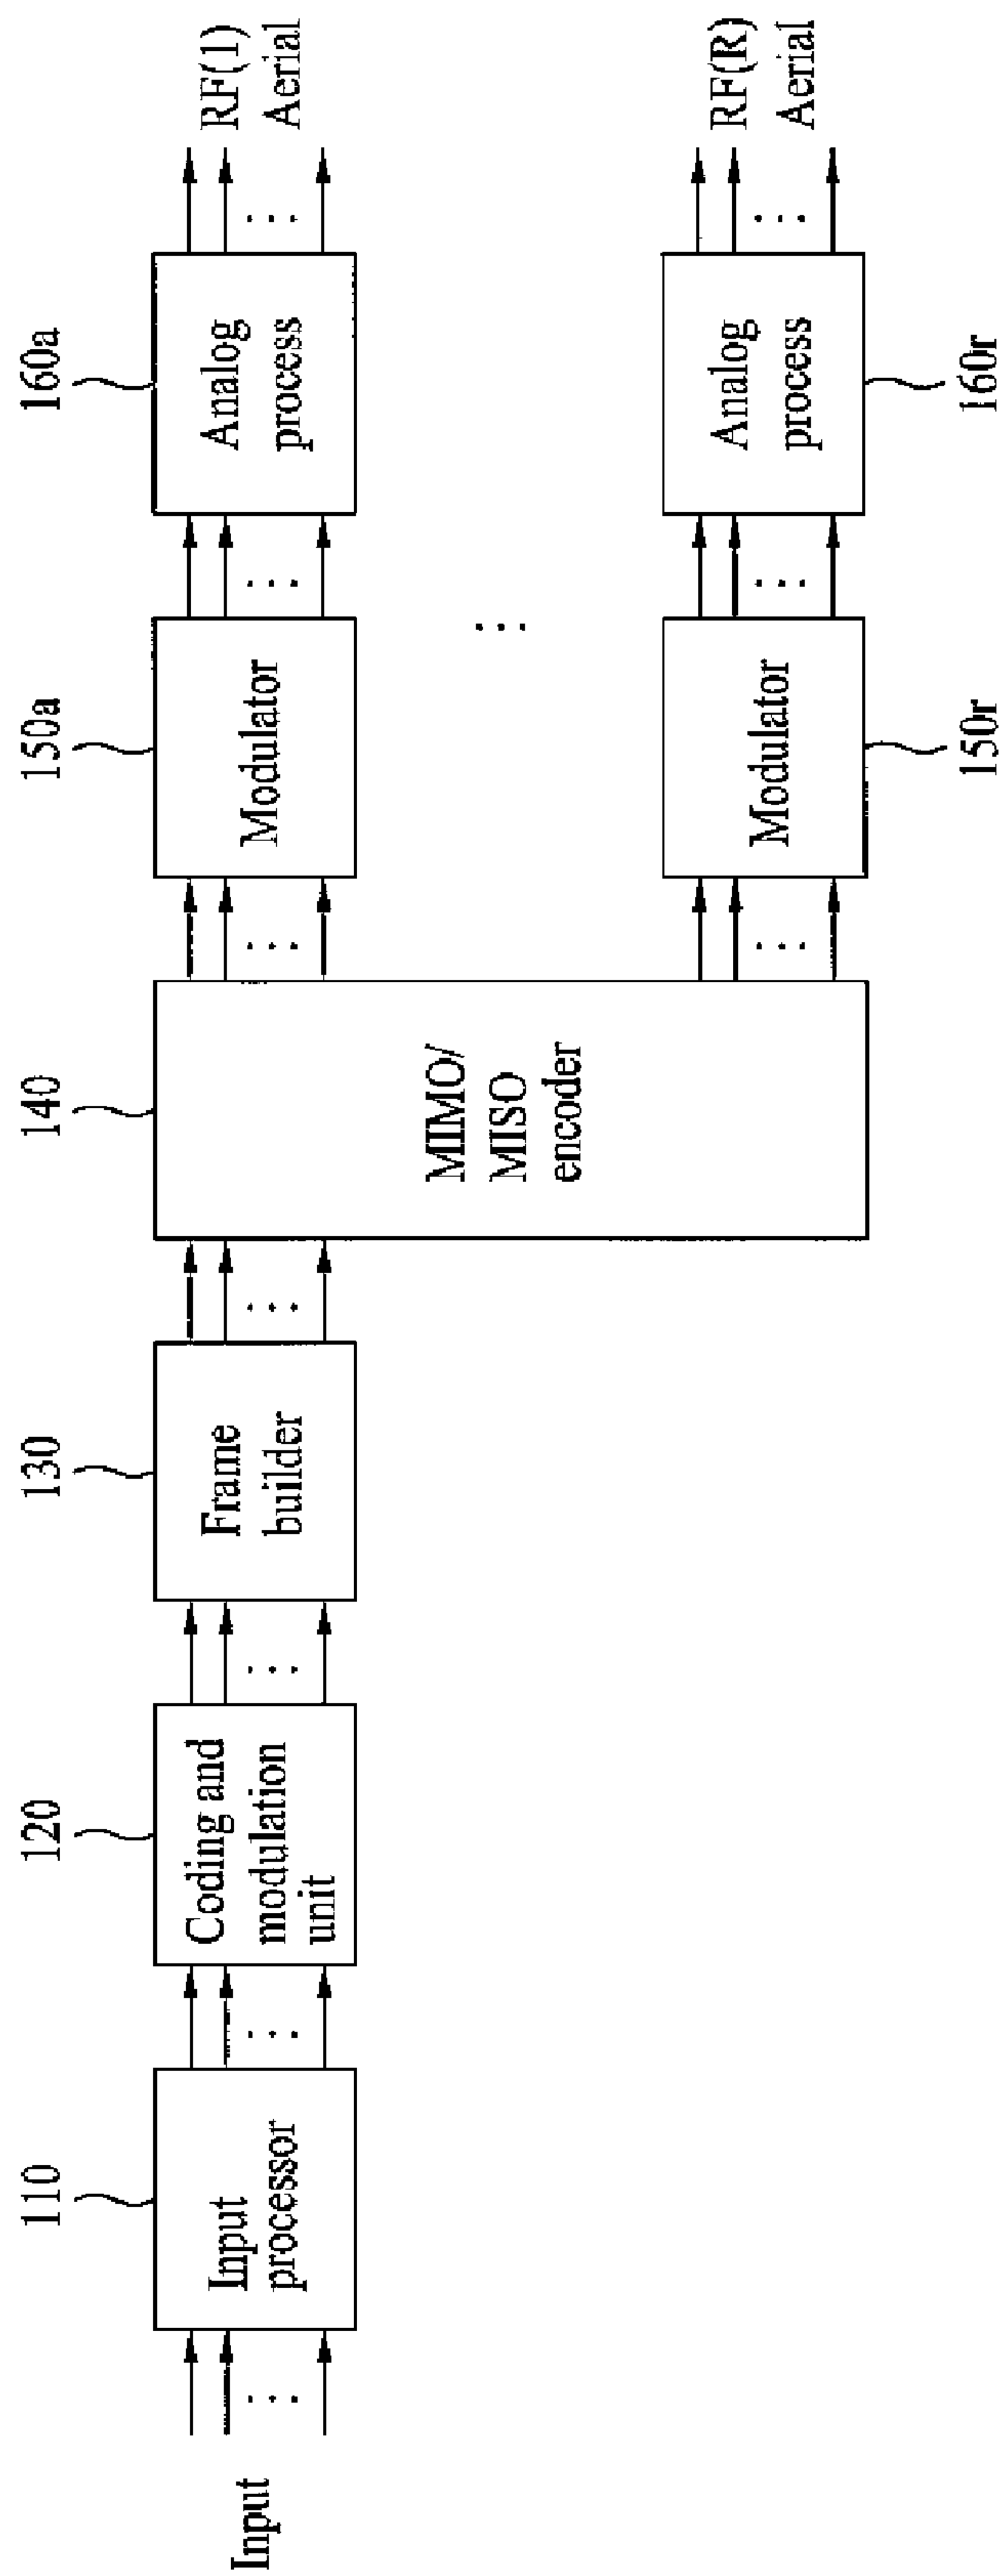 Input
110
Input
processor
120
Coding and
modulation
unit
130
Frame
builder
140
MIMO/
MISO
encoder
150a
Modulator
160a
Analog
process
RF(1)
Aerial
150r
Modulator
160r
Analog
process
RF(R)
Aerial